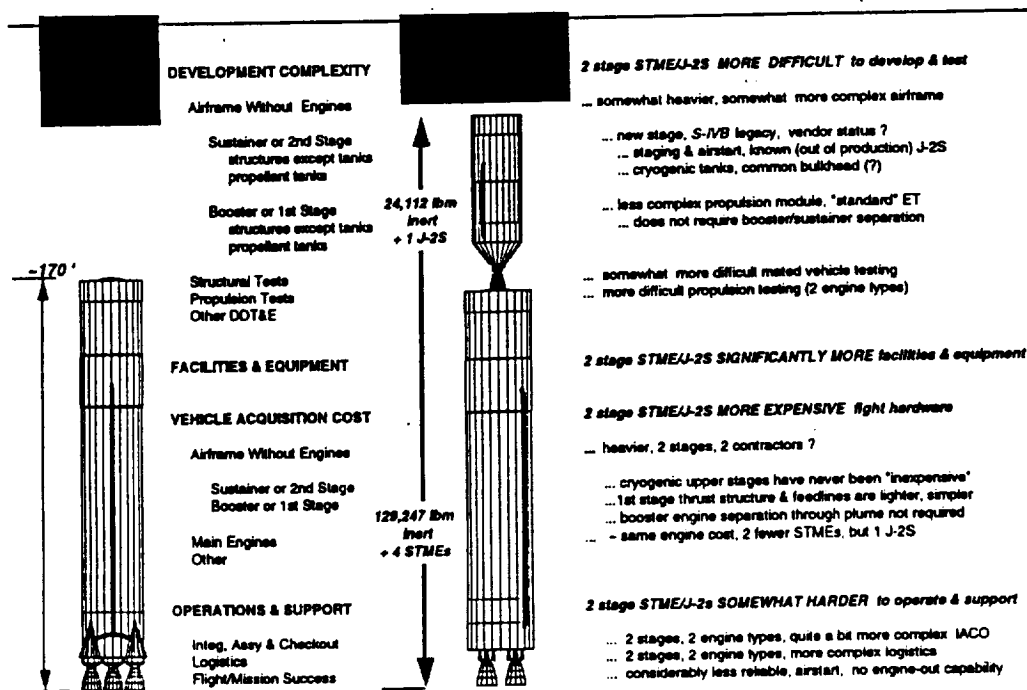 DEVELOPMENT COMPLEXITY
Airframe Without Engines
Sustainer or 2nd Stage
structures except tanks
propellant tanks
Booster or 1st Stage
structures except tanks
propellant tanks
Structural Tests
Propulsion Tests
Other DDT&E
FACILITIES & EQUIPMENT
VEHICLE ACQUISITION COST
Airframe Without Engines
Sustainer or 2nd Stage
Booster or 1st Stage
Main Engines
Other
OPERATIONS & SUPPORT
Integ, Assy & Checkout
Logistics
Flight/Mission Success
~170'
24,112 lbm
inert
+ 1 J-2S
129,247 lbm
inert
+ 4 STMEs
2 stage STME/J-2S MORE DIFFICULT to develop & test
... somewhat heavier, somewhat more complex airframe
... new stage, S-IVB legacy, vendor status ?
... staging & airstart, known (out of production) J-2S
... cryogenic tanks, common bulkhead (?)
... less complex propulsion module, "standard" ET
... does not require booster/sustainer separation
... somewhat more difficult mated vehicle testing
... more difficult propulsion testing (2 engine types)
2 stage STME/J-2S SIGNIFICANTLY MORE facilities & equipment
2 stage STME/J-2S MORE EXPENSIVE flght hardware
... heavier, 2 stages, 2 contractors ?
... cryogenic upper stages have never been "inexpensive"
... 1st stage thrust structure & feedlines are lighter, simpler
... booster engine separation through plume not required
... ~ same engine cost, 2 fewer STMEs, but 1 J-2S
2 stage STME/J-2s SOMEWHAT HARDER to operate & support
... 2 stages, 2 engine types, quite a bit more complex IACO
... 2 stages, 2 engine types, more complex logistics
... considerably less reliable, airstart, no engine-out capability